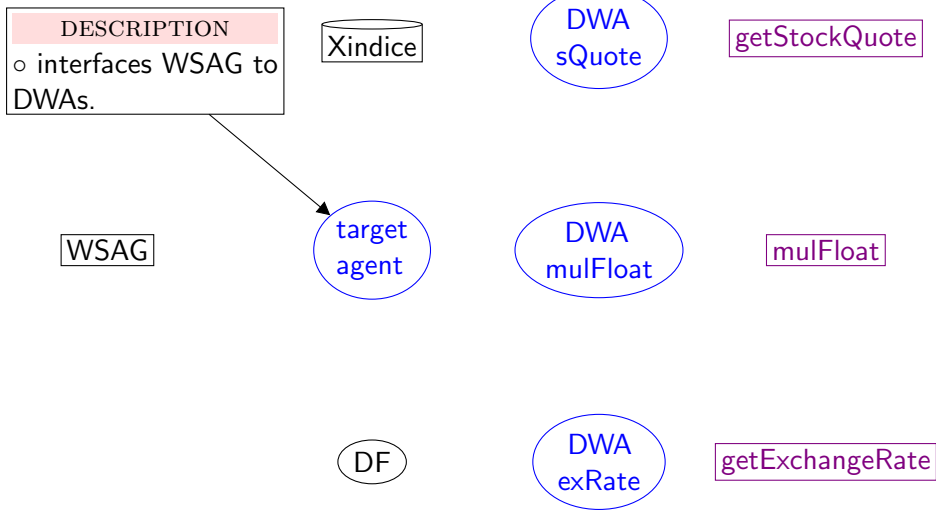 DESCRIPTION
○ interfaces WSAG to
DWAs.
Xindice
DWA
sQuote
getStockQuote
WSAG
target
agent
DWA
mulFloat
mulFloat
DF
DWA
exRate
getExchangeRate